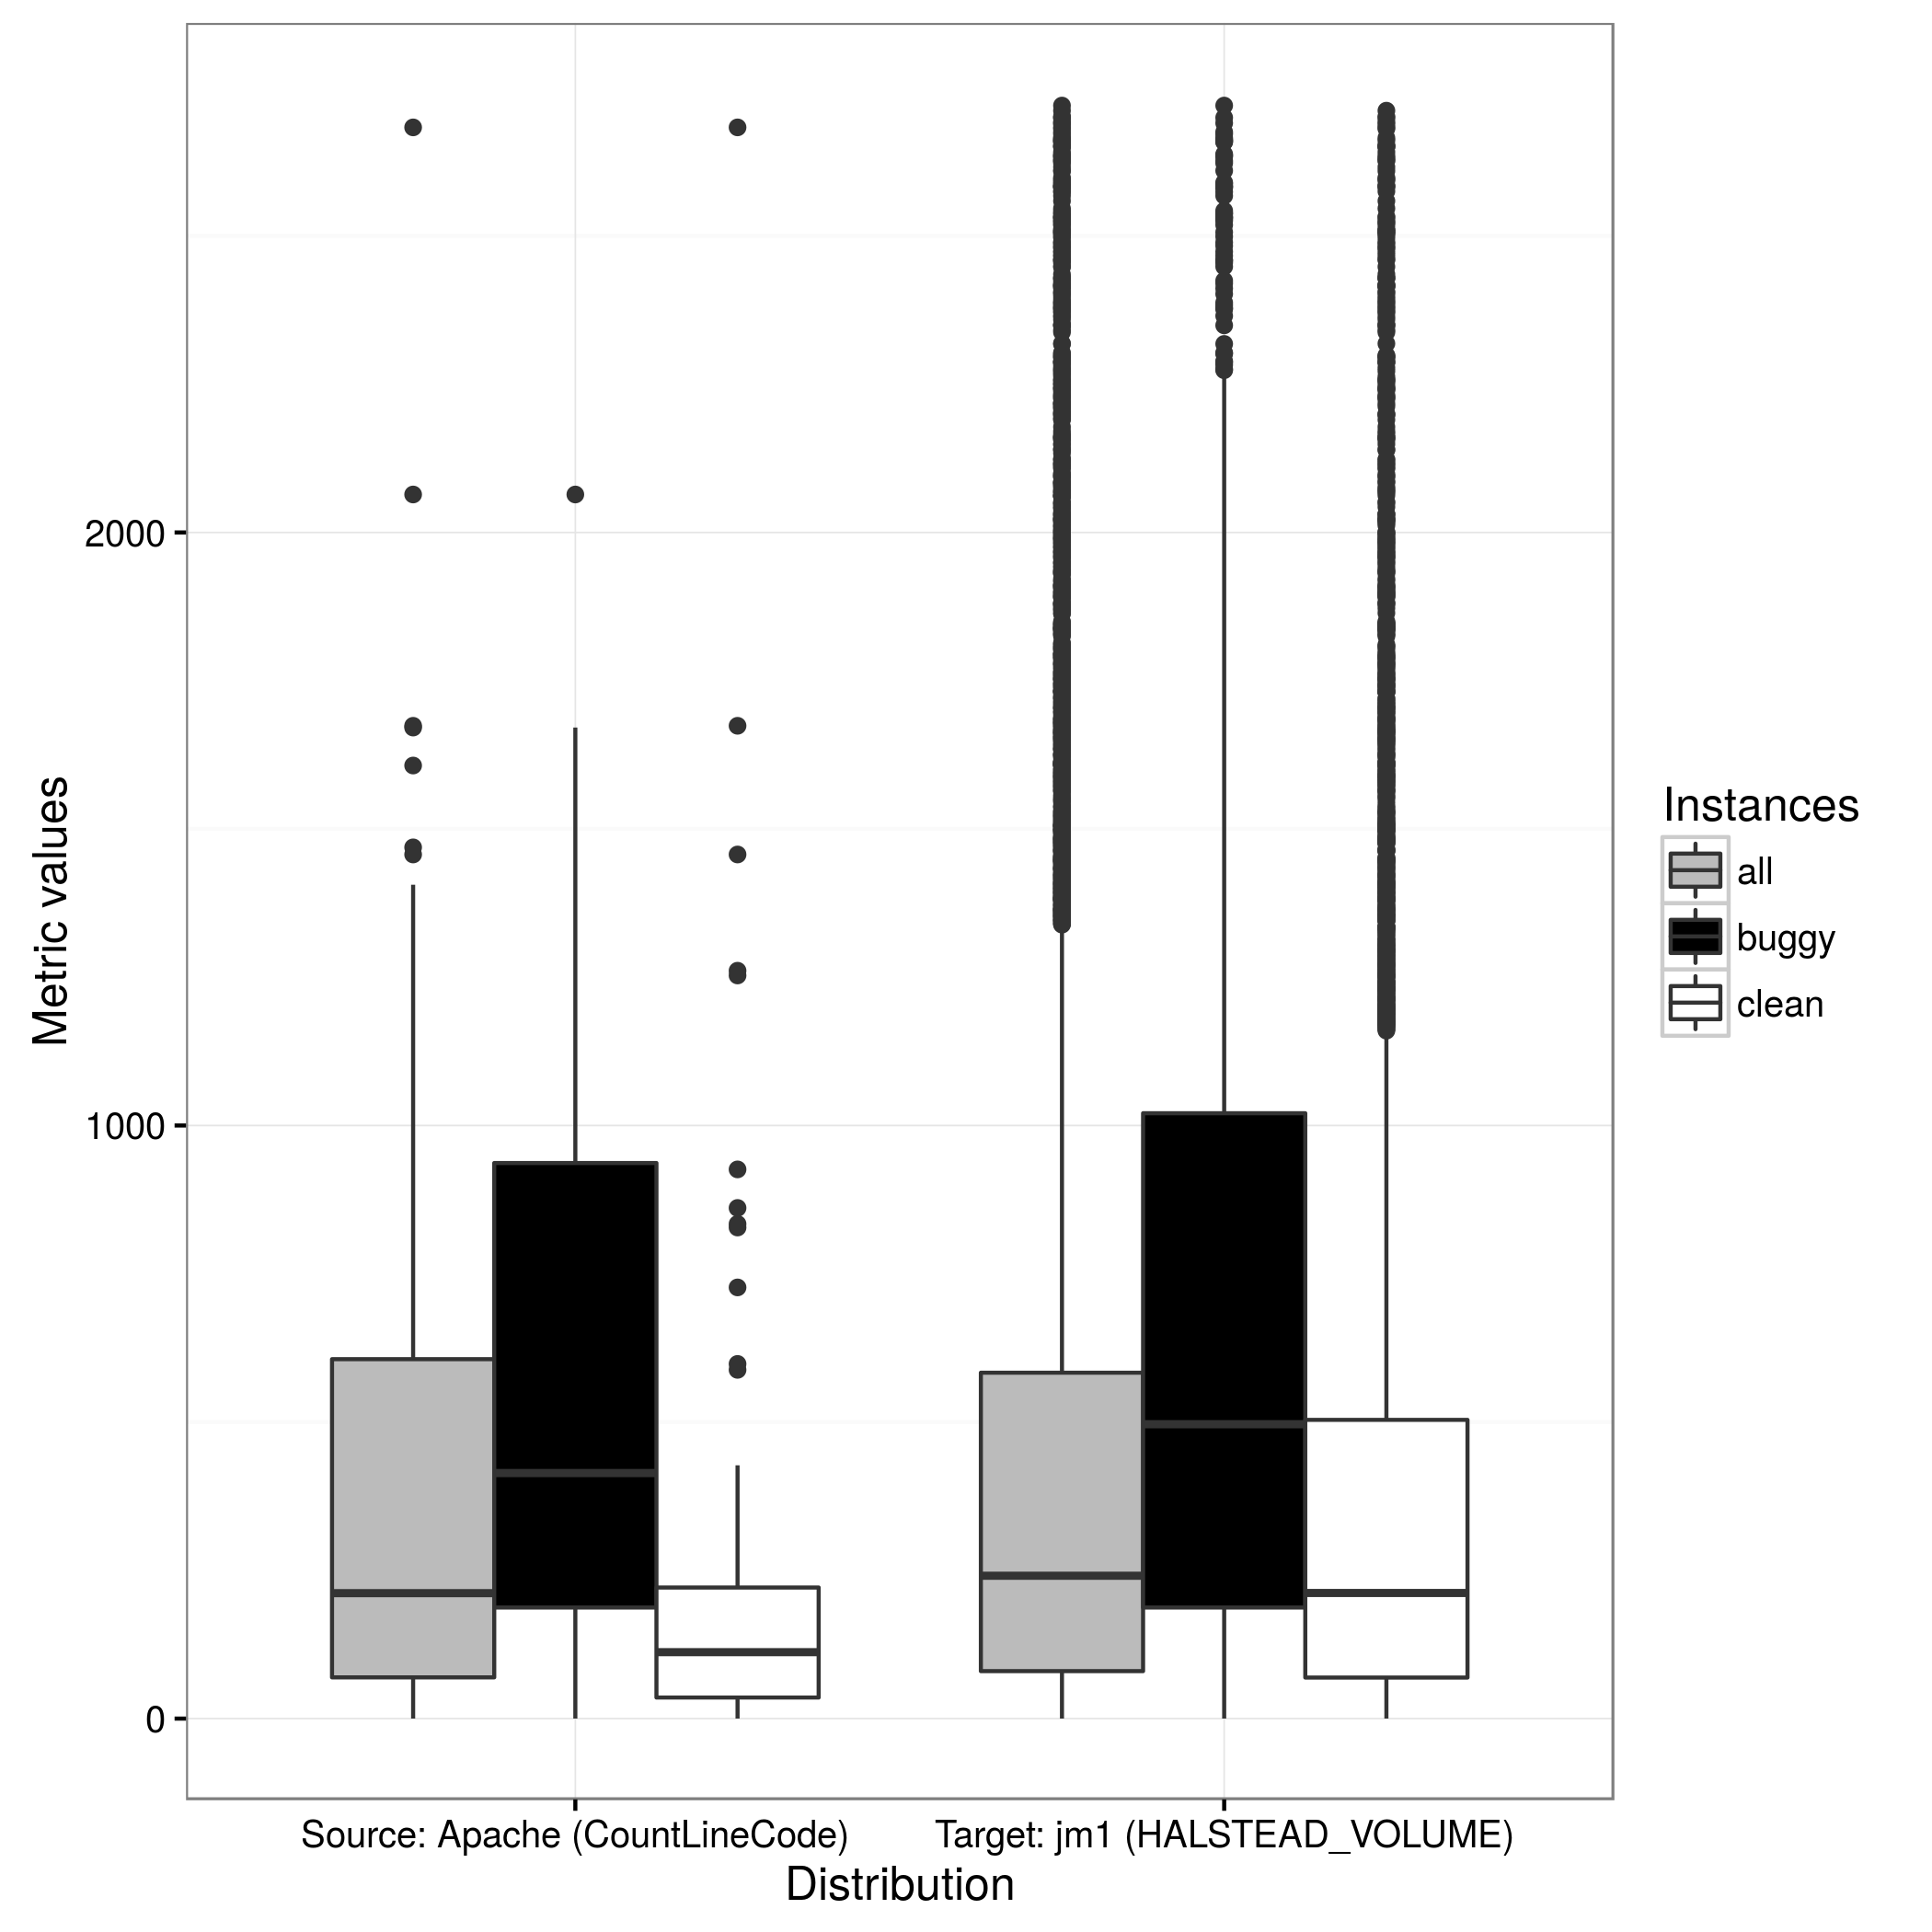 Metric values
2000
1000
0
Source: Apache (CountLineCode)
Target: jm1 (HALSTEAD_VOLUME)
Distribution
Instances
all
buggy
clean